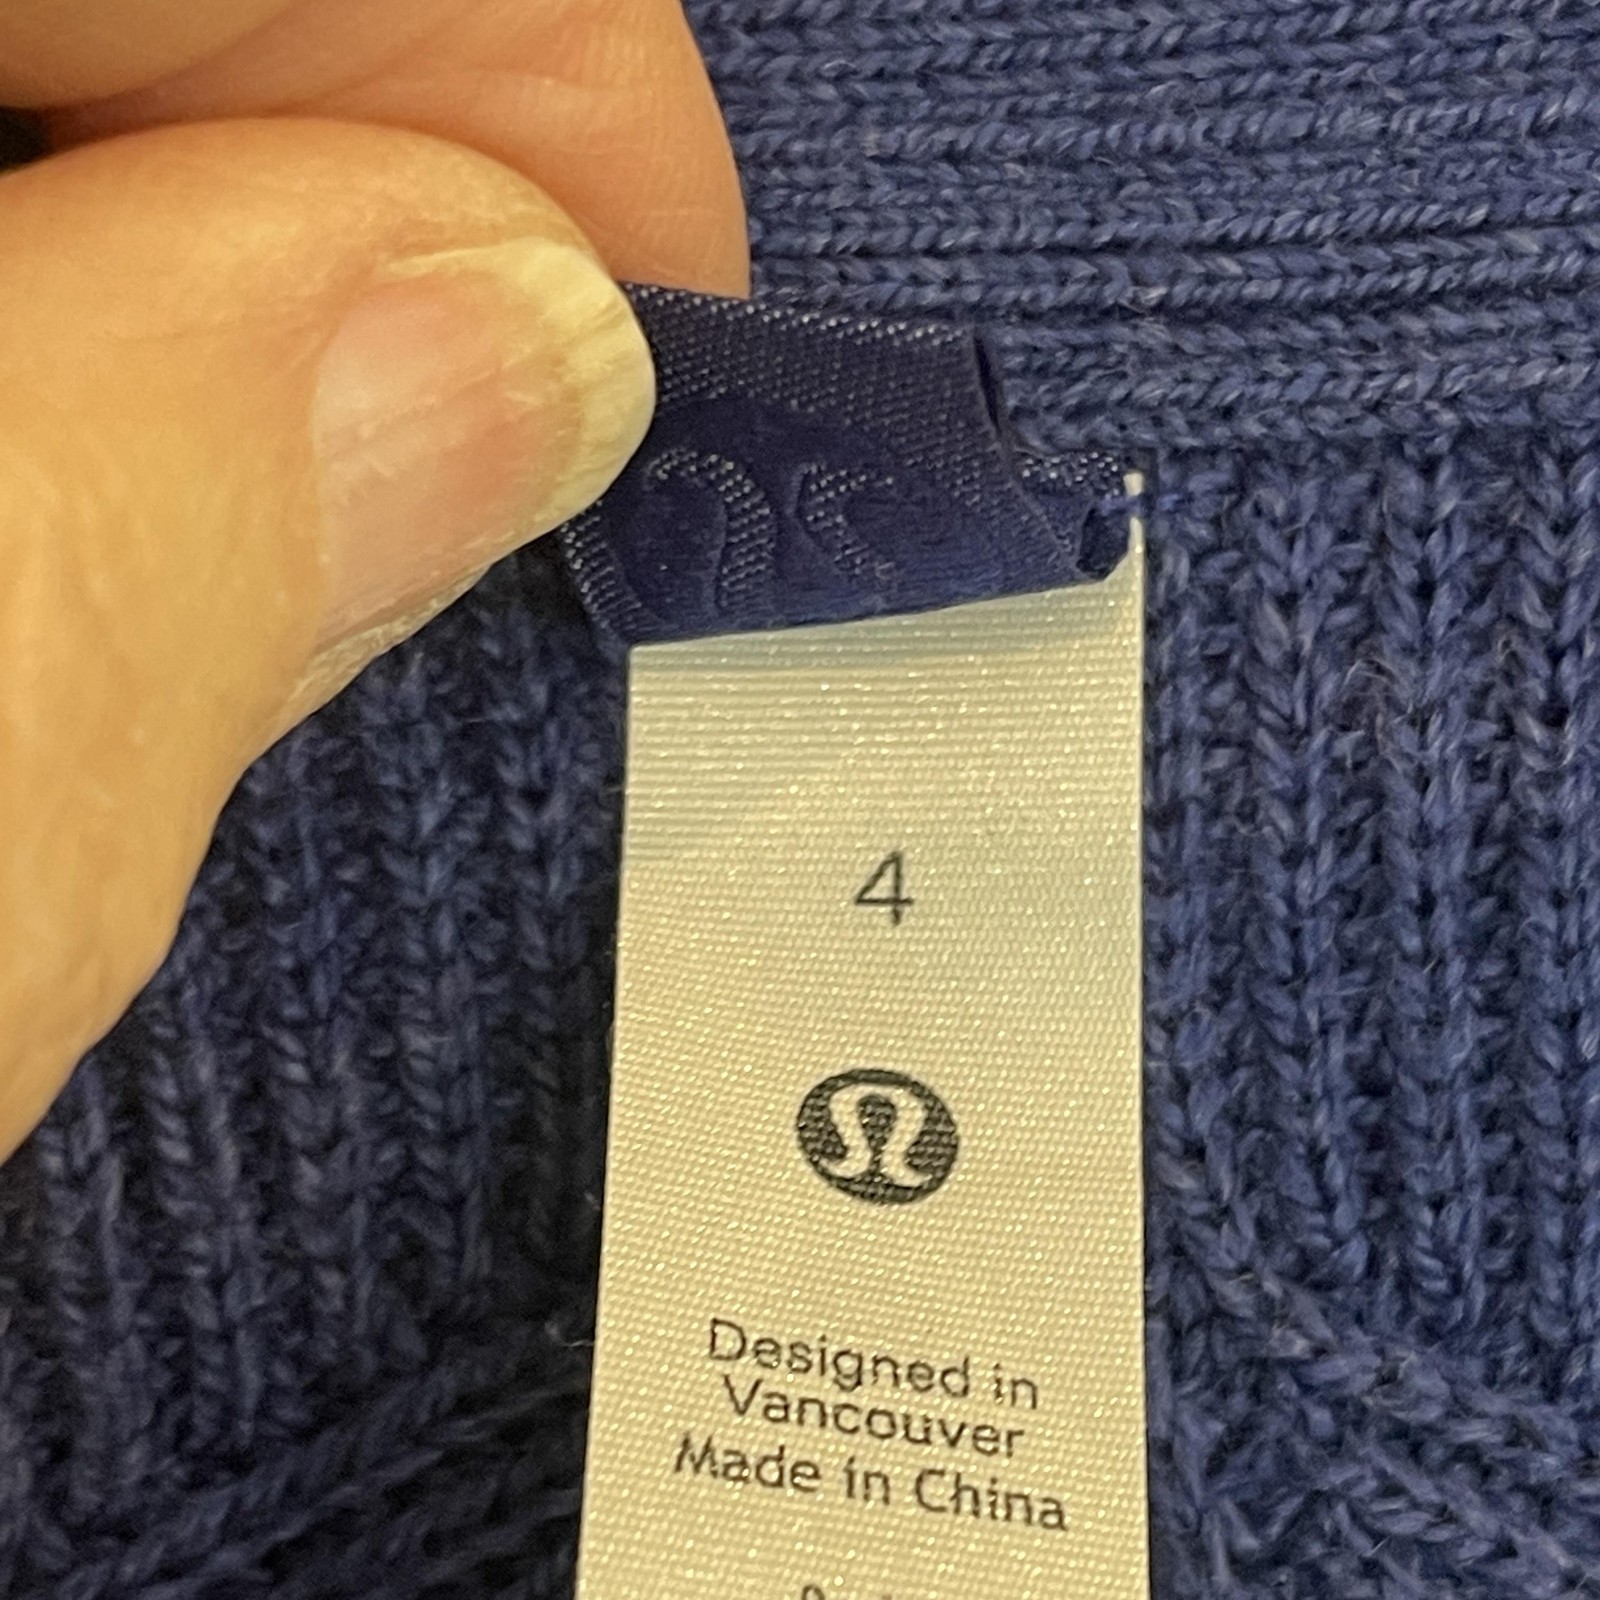 4
Designed in
Vancouver
Made in China